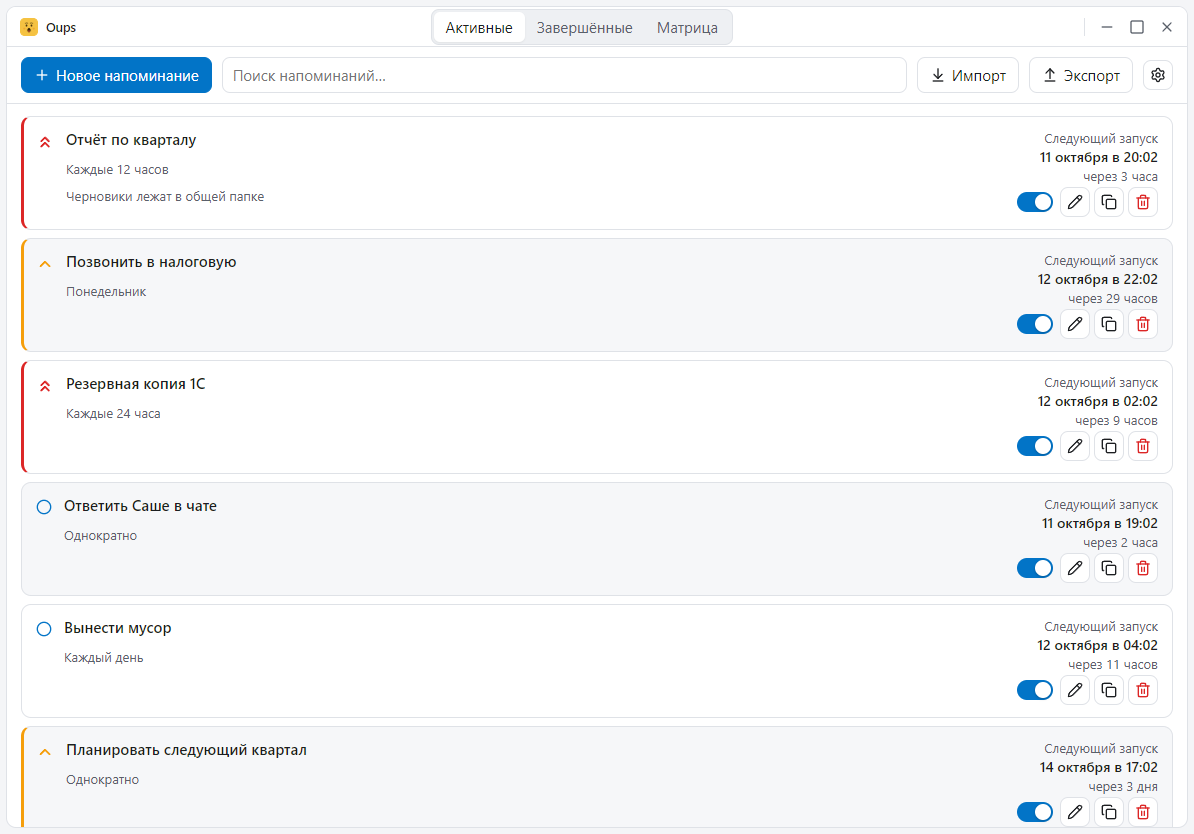 Oups
Активные Завершённые Матрица
Новое напоминание
Поиск напоминаний...
Импорт
Экспорт
Отчёт по кварталу
Каждые 12 часов
Черновики лежат в общей папке
Следующий запуск
11 октября в 20:02
через 3 часа
Позвонить в налоговую
Понедельник
Следующий запуск
12 октября в 22:02
через 29 часов
Резервная копия 1С
Каждые 24 часа
Следующий запуск
12 октября в 02:02
через 9 часов
Ответить Саше в чате
Однократно
Следующий запуск
11 октября в 19:02
через 2 часа
Вынести мусор
Каждый день
Следующий запуск
12 октября в 04:02
через 11 часов
Планировать следующий квартал
Однократно
Следующий запуск
14 октября в 17:02
через 3 дня